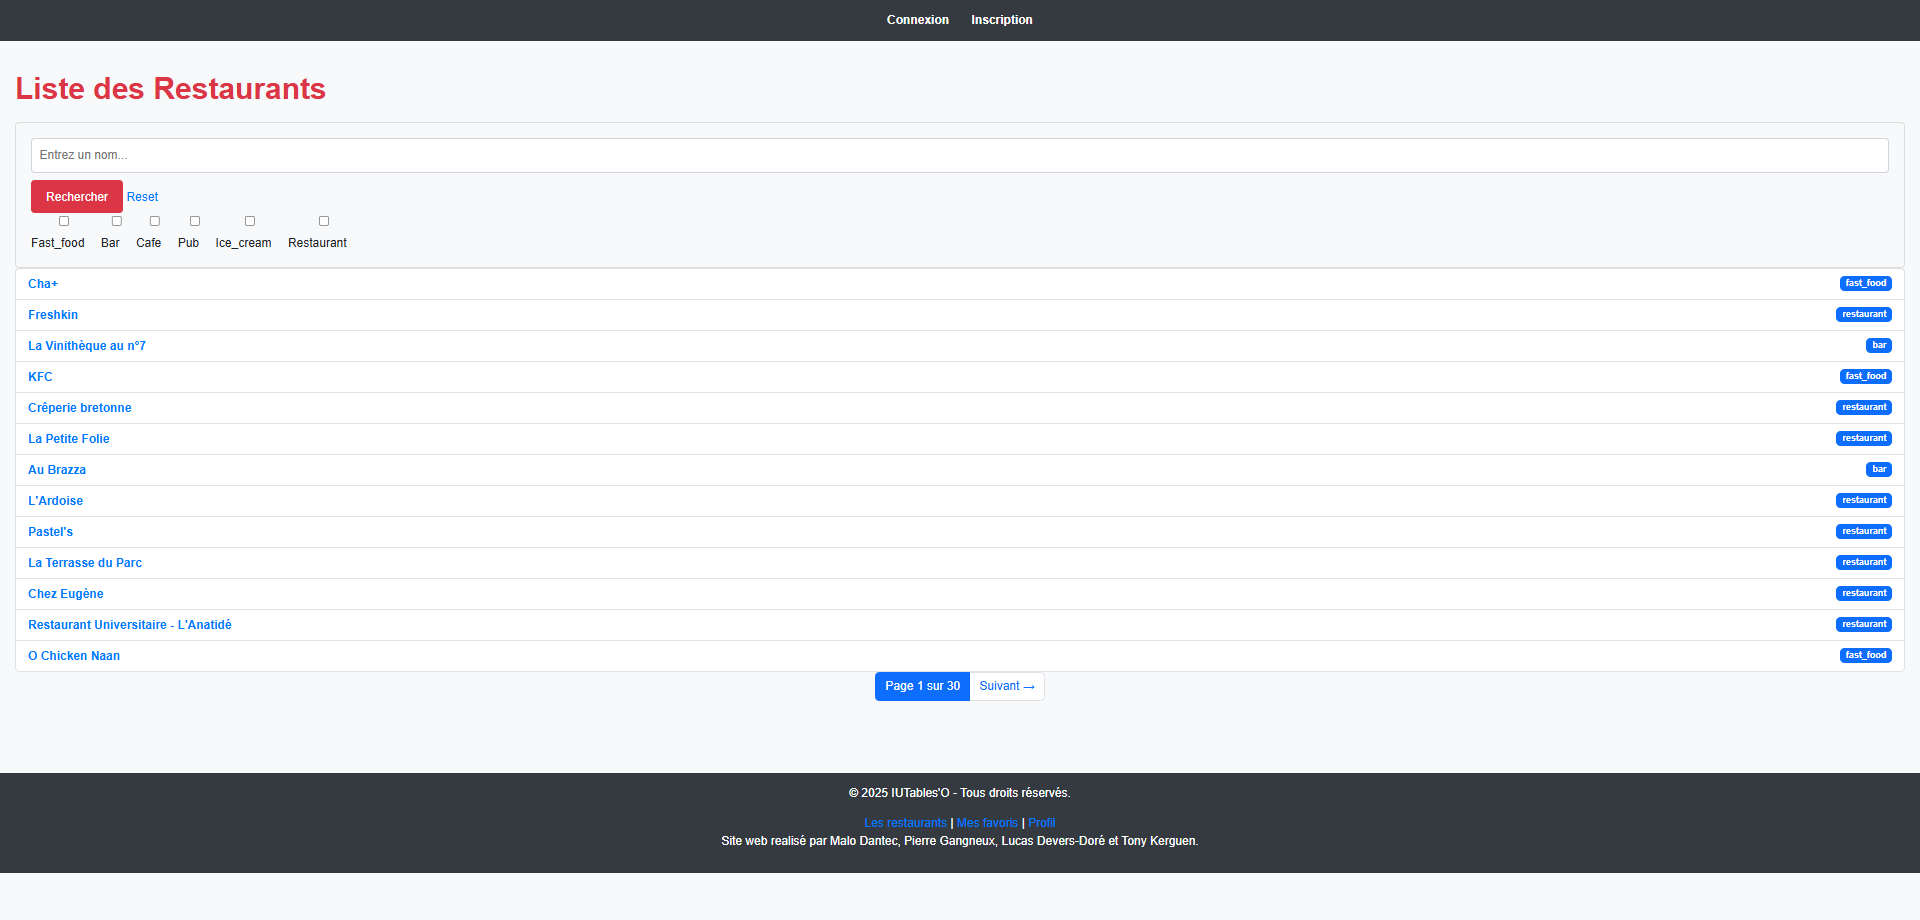 Connexion Inscription
Liste des Restaurants
Entrez un nom...
Rechercher Reset
Fast_food Bar Cafe Pub Ice_cream Restaurant
Cha+ fast_food
Freshkin restaurant
La Vinithèque au n°7 bar
KFC fast_food
Crêperie bretonne restaurant
La Petite Folie restaurant
Au Brazza bar
L'Ardoise restaurant
Pastel's restaurant
La Terrasse du Parc restaurant
Chez Eugène restaurant
Restaurant Universitaire - L'Anatidé restaurant
O Chicken Naan fast_food
Page 1 sur 30 Suivant →
© 2025 IUTables'O - Tous droits réservés.
Les restaurants | Mes favoris | Profil
Site web realisé par Malo Dantec, Pierre Gangneux, Lucas Devers-Doré et Tony Kerguen.